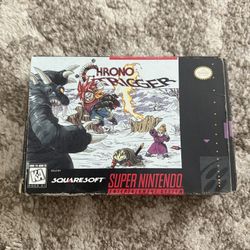 CHRONO
TRIGGER
SQUARESOFT
SUPER NINTENDO
ENTERTAINMENT SYSTEM